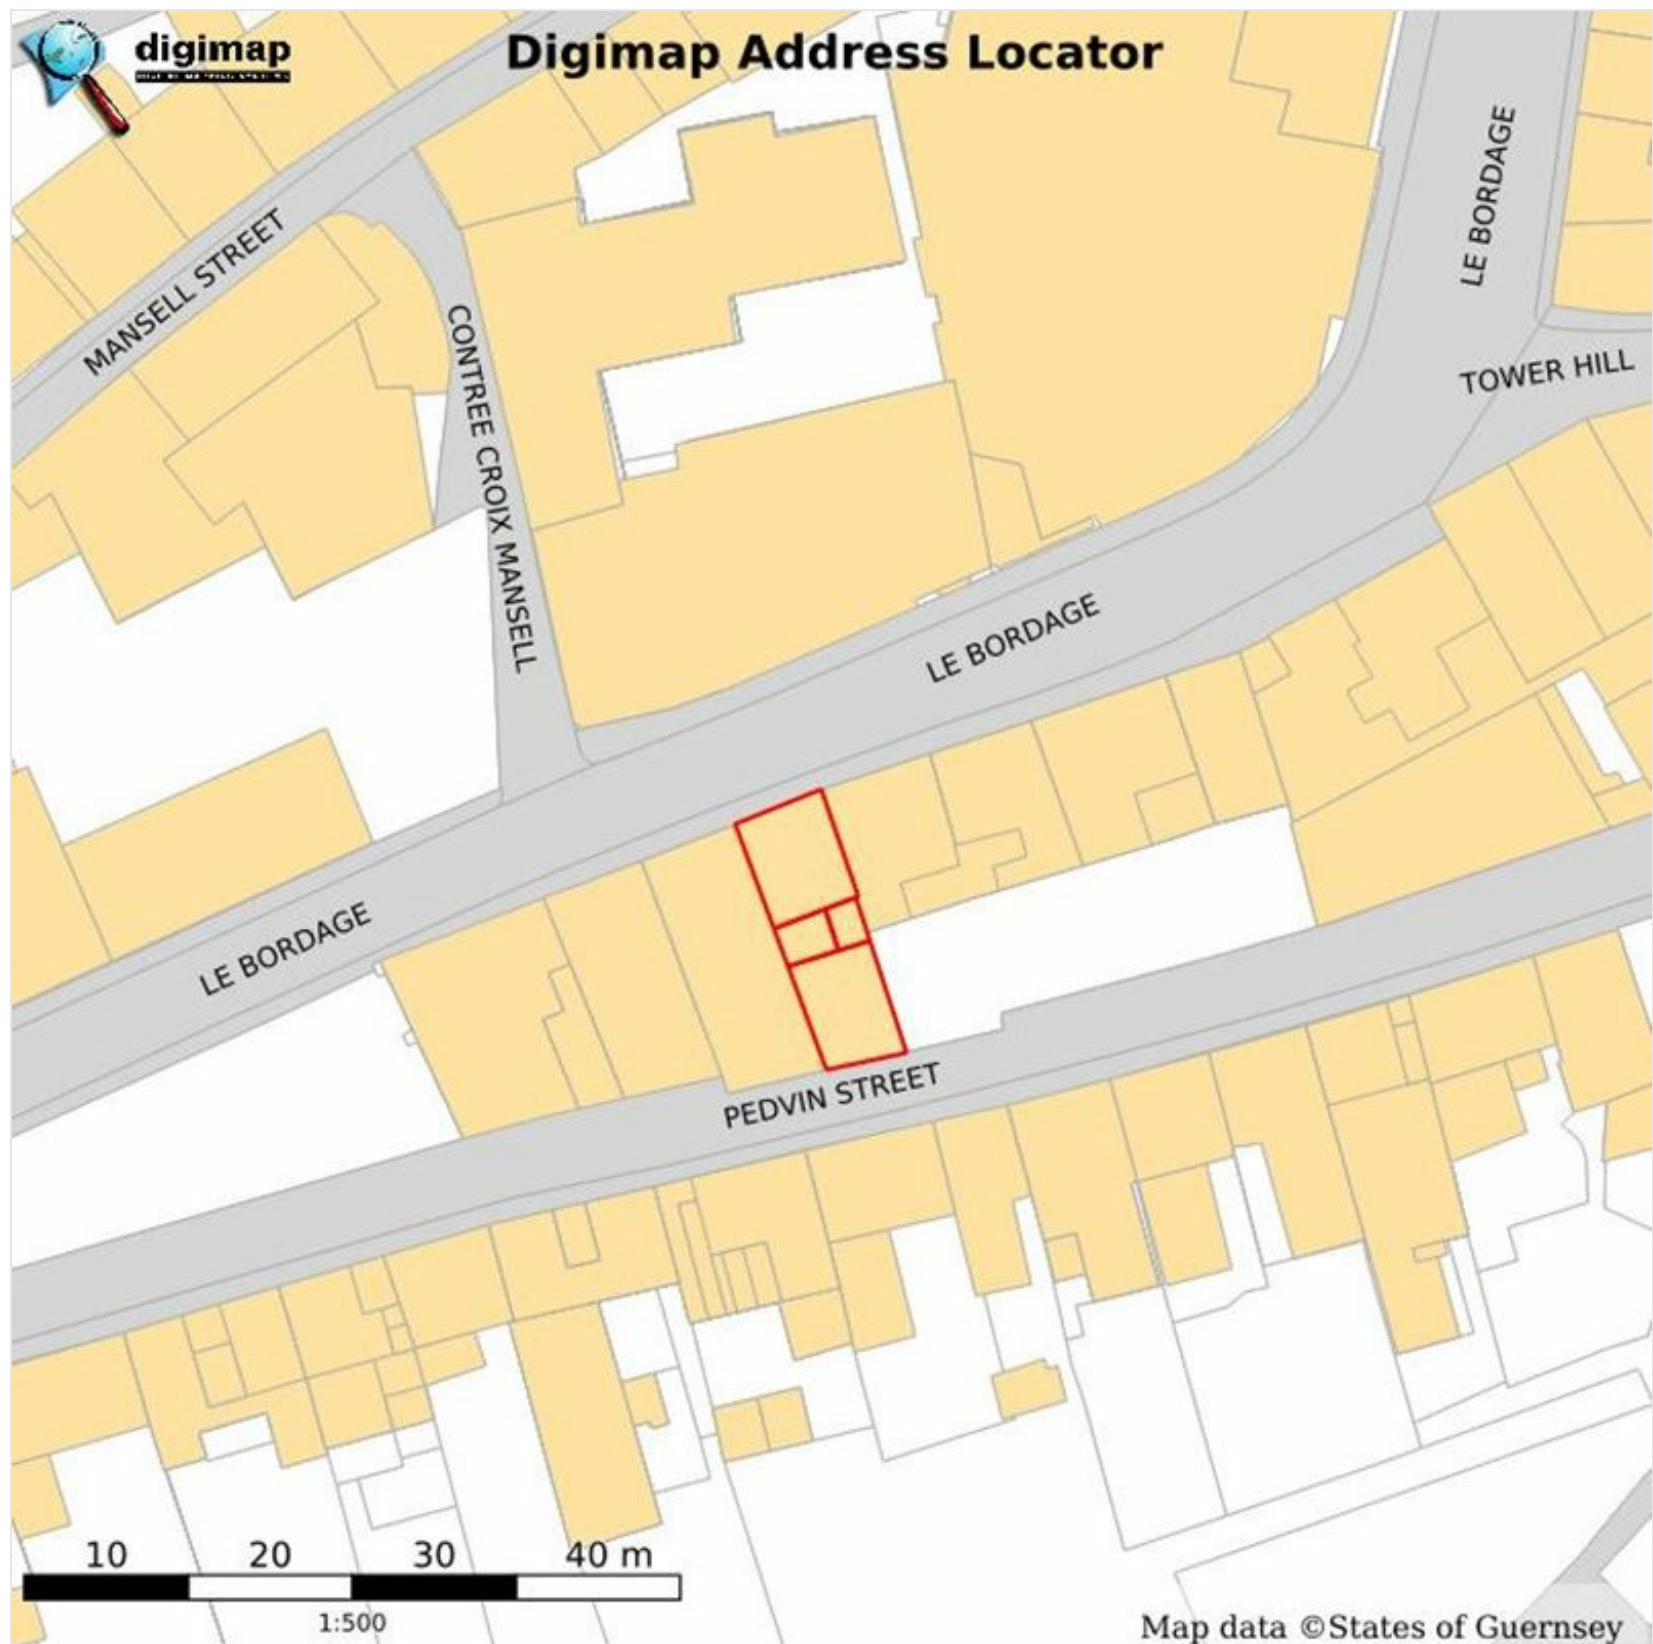 digimap
Digimap Address Locator
LE BORDAGE
MANSELL STREET
TOWER HILL
CONTREE CROIX MANSELL
LE BORDAGE
LE BORDAGE
PEDVIN STREET
10 20 30 40 m
1:500
Map data ©States of Guernsey